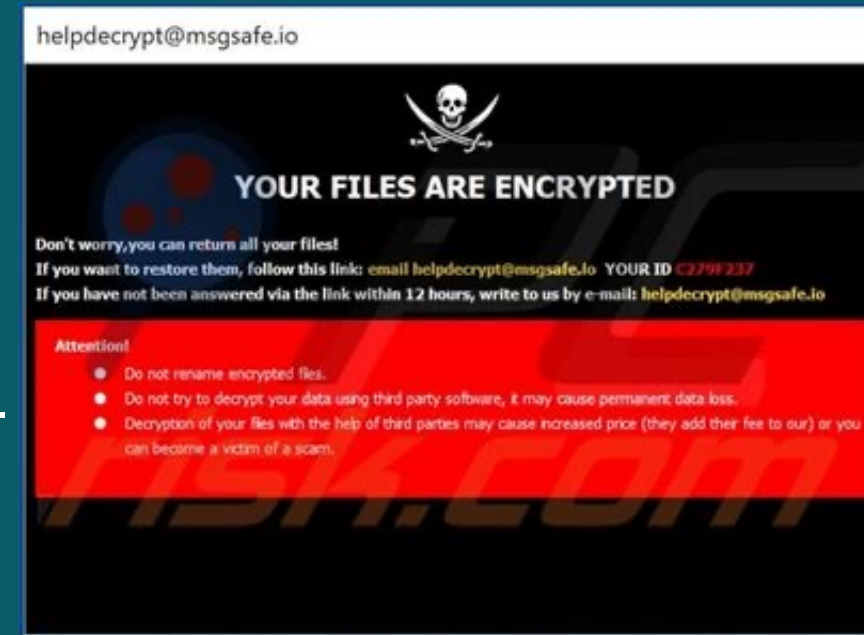 helpdecrypt@msgsafe.io
YOUR FILES ARE ENCRYPTED
Don't worry,you can return all your files!
If you want to restore them, follow this link: email helpdecrypt@msgsafe.io YOUR ID C279F237
If you have not been answered via the link within 12 hours, write to us by e-mail: helpdecrypt@msgsafe.io
Attention!
Do not rename encrypted files.
Do not try to decrypt your data using third party software, it may cause permanent data loss.
Decryption of your files with the help of third parties may cause increased price (they add their fee to our) or you
can become a victim of a scam.
PC
risk.com